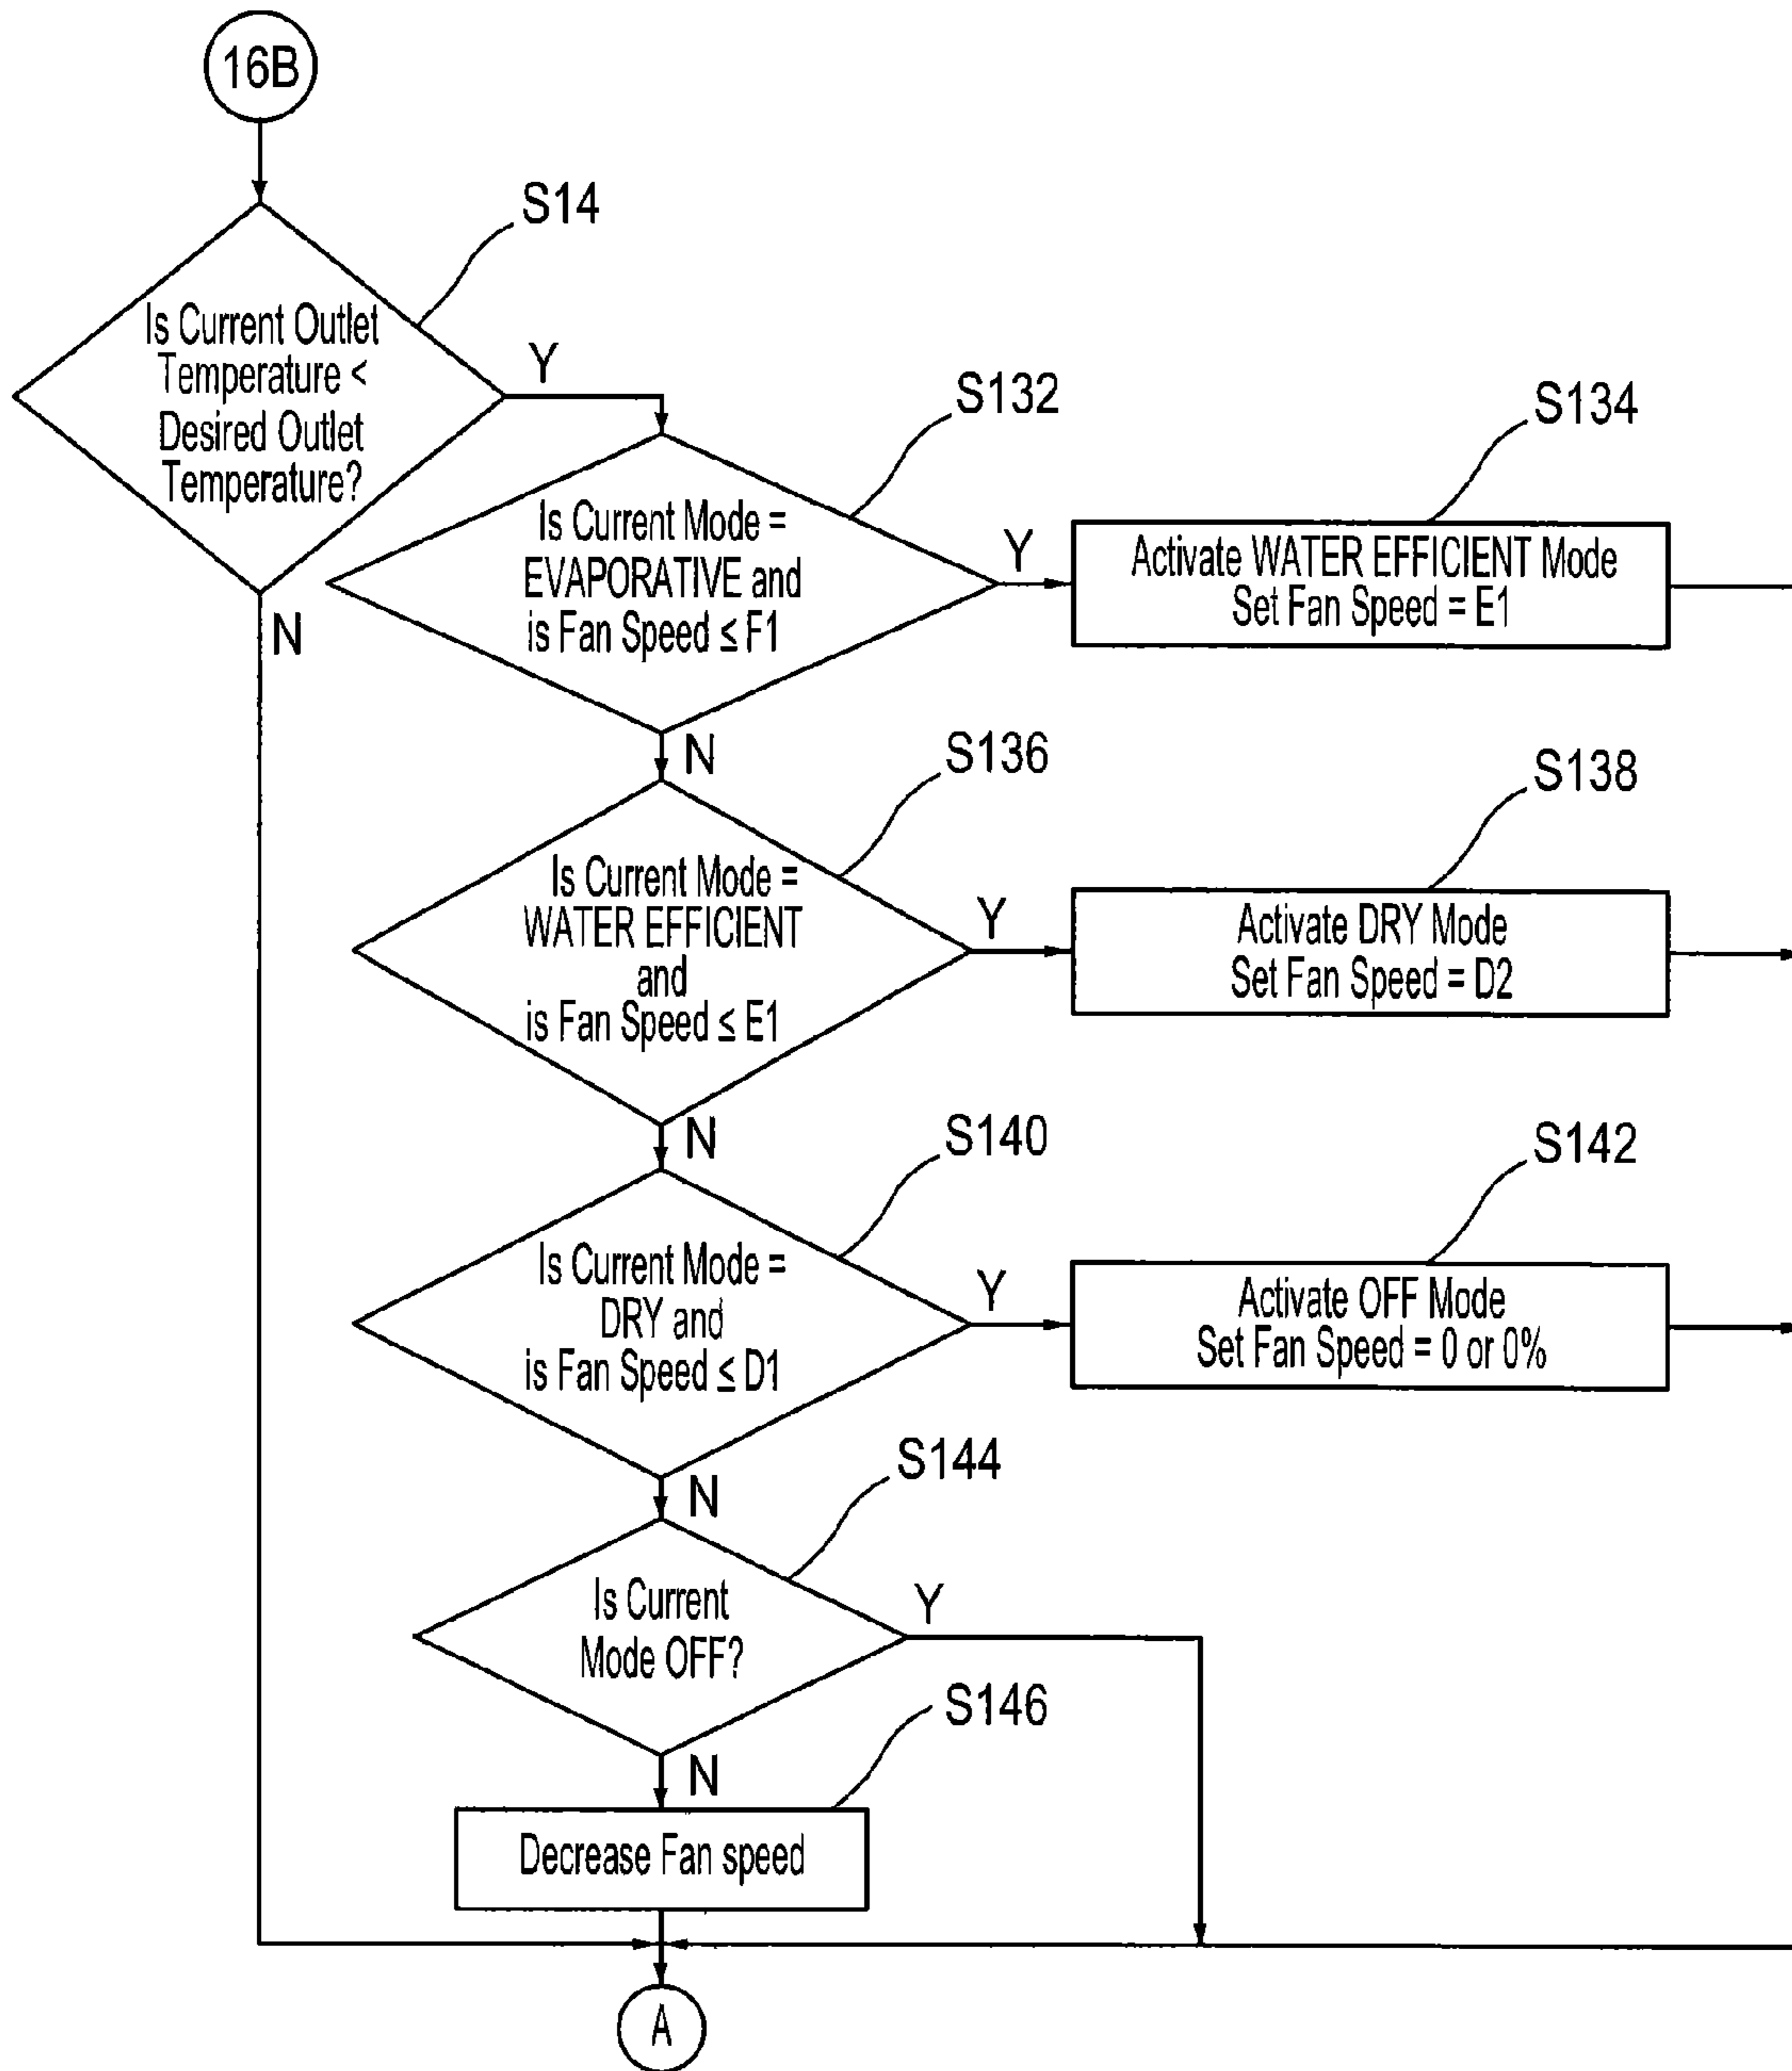 16B
S14
Is Current Outlet
Temperature <
Desired Outlet
Temperature?
Y
N
S132
Is Current Mode =
EVAPORATIVE and
is Fan Speed ≤ F1
Y
N
S134
Activate WATER EFFICIENT Mode
Set Fan Speed = E1
S136
Is Current Mode =
WATER EFFICIENT
and
is Fan Speed ≤ E1
Y
N
S138
Activate DRY Mode
Set Fan Speed = D2
S140
Is Current Mode =
DRY and
is Fan Speed ≤ D1
Y
N
S142
Activate OFF Mode
Set Fan Speed = 0 or 0%
S144
Is Current
Mode OFF?
Y
N
S146
Decrease Fan speed
A